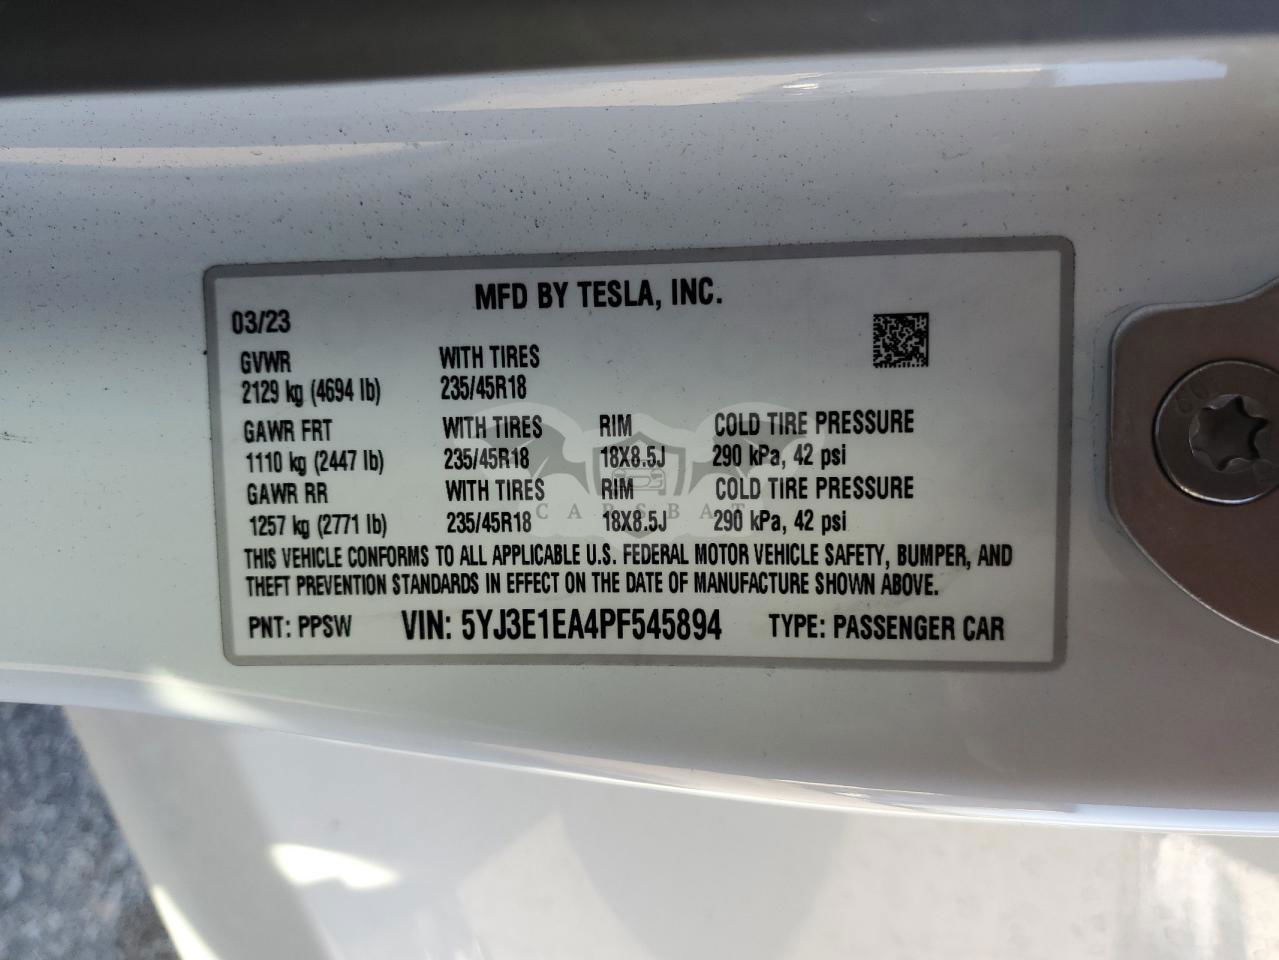 MFD BY TESLA, INC.
03/23
GVWR WITH TIRES
2129 kg (4694 lb) 235/45R18
GAWR FRT WITH TIRES RIM COLD TIRE PRESSURE
1110 kg (2447 lb) 235/45R18 18X8.5J 290 kPa, 42 psi
GAWR RR WITH TIRES RIM COLD TIRE PRESSURE
1257 kg (2771 lb) 235/45R18 18X8.5J 290 kPa, 42 psi
CARSBAT
THIS VEHICLE CONFORMS TO ALL APPLICABLE U.S. FEDERAL MOTOR VEHICLE SAFETY, BUMPER, AND
THEFT PREVENTION STANDARDS IN EFFECT ON THE DATE OF MANUFACTURE SHOWN ABOVE.
PNT: PPSW VIN: 5YJ3E1EA4PF545894 TYPE: PASSENGER CAR